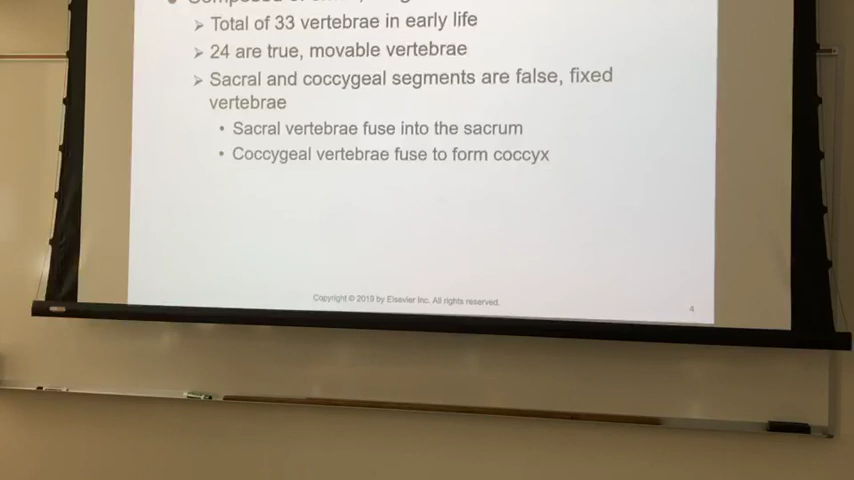 ➢ Total of 33 vertebrae in early life
➢ 24 are true, movable vertebrae
➢ Sacral and coccygeal segments are false, fixed
vertebrae
• Sacral vertebrae fuse into the sacrum
• Coccygeal vertebrae fuse to form coccyx
Copyright © 2019 by Elsevier Inc. All rights reserved.
4